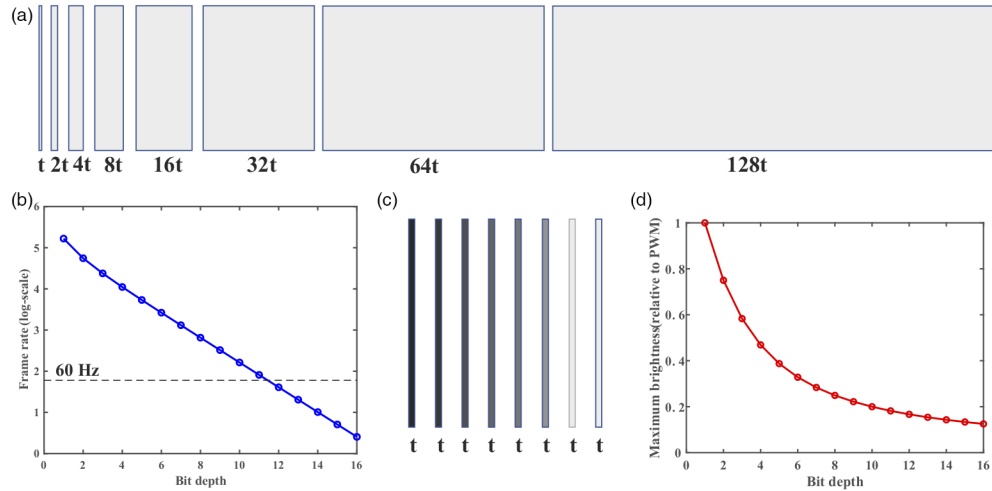 (a)
t 2t 4t 8t 16t 32t 64t 128t
(b)
Frame rate (log-scale)
6
5
4
3
2
1
0
60 Hz
0 2 4 6 8 10 12 14 16
Bit depth
(c)
t t t t t t t t
(d)
Maximum brightness(relative to PWM)
1
0.8
0.6
0.4
0.2
0
0 2 4 6 8 10 12 14 16
Bit depth